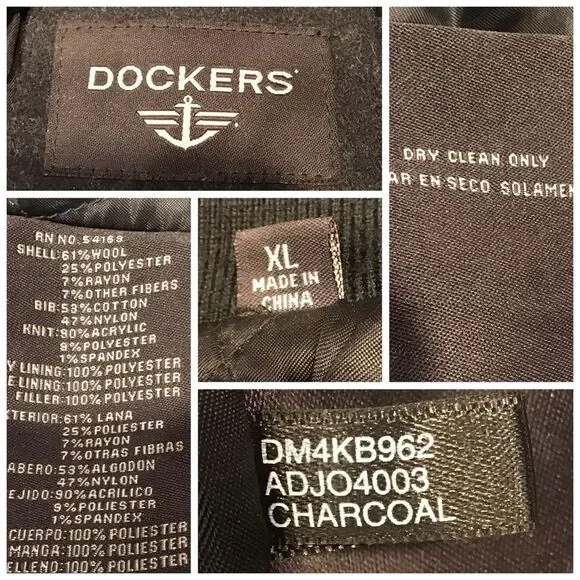 DOCKERS
DRY CLEAN ONLY
AR EN SECO SOLAMEN
RN NO. 54169
SHELL:61%WOOL
25%POLYESTER
7%RAYON
7%OTHER FIBERS
BIB:53%COTTON
47%NYLON
KNIT:90%ACRYLIC
9%POLYESTER
1%SPANDEX
Y LINING:100% POLYESTER
E LINING:100% POLYESTER
FILLER:100% POLYESTER
XTERIOR:61% LANA
25%POLIESTER
7%RAYON
7%OTRAS FIBRAS
ABERO:53%ALGODON
47%NYLON
EJIDO:90%ACRILICO
9%POLIESTER
1%SPANDEX
CUERPO:100% POLIESTER
MANGA:100% POLIESTER
ELLENO:100% POLIESTER
XL
MADE IN
CHINA
DM4KB962
ADJO4003
CHARCOAL